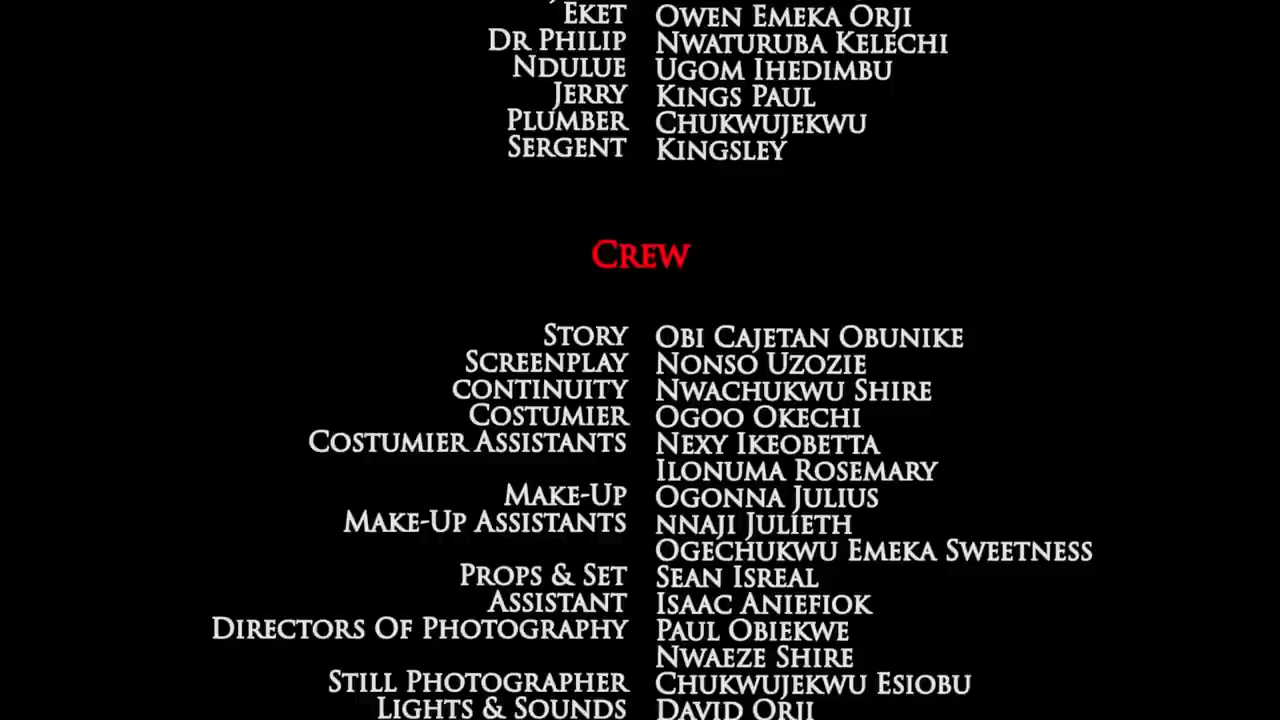 Eket Owen Emeka Orji
Dr Philip Nwaturuba Kelechi
Ndulue Ugom Ihedimbu
Jerry Kings Paul
Plumber Chukwujekwu
Sergent Kingsley
Crew
Story Obi Cajetan Obunike
Screenplay Nonso Uzozie
continuity Nwachukwu Shire
Costumier Ogoo Okechi
Costumier Assistants Nexy Ikeobetta
Ilonuma Rosemary
Make-Up Ogonna Julius
Make-Up Assistants nnaji Julieth
Ogechukwu Emeka Sweetness
Props & Set Sean Isreal
Assistant Isaac Aniefiok
Directors Of Photography Paul Obiekwe
Nwaeze Shire
Still Photographer Chukwujekwu Esiobu
Lights & Sounds David Orji